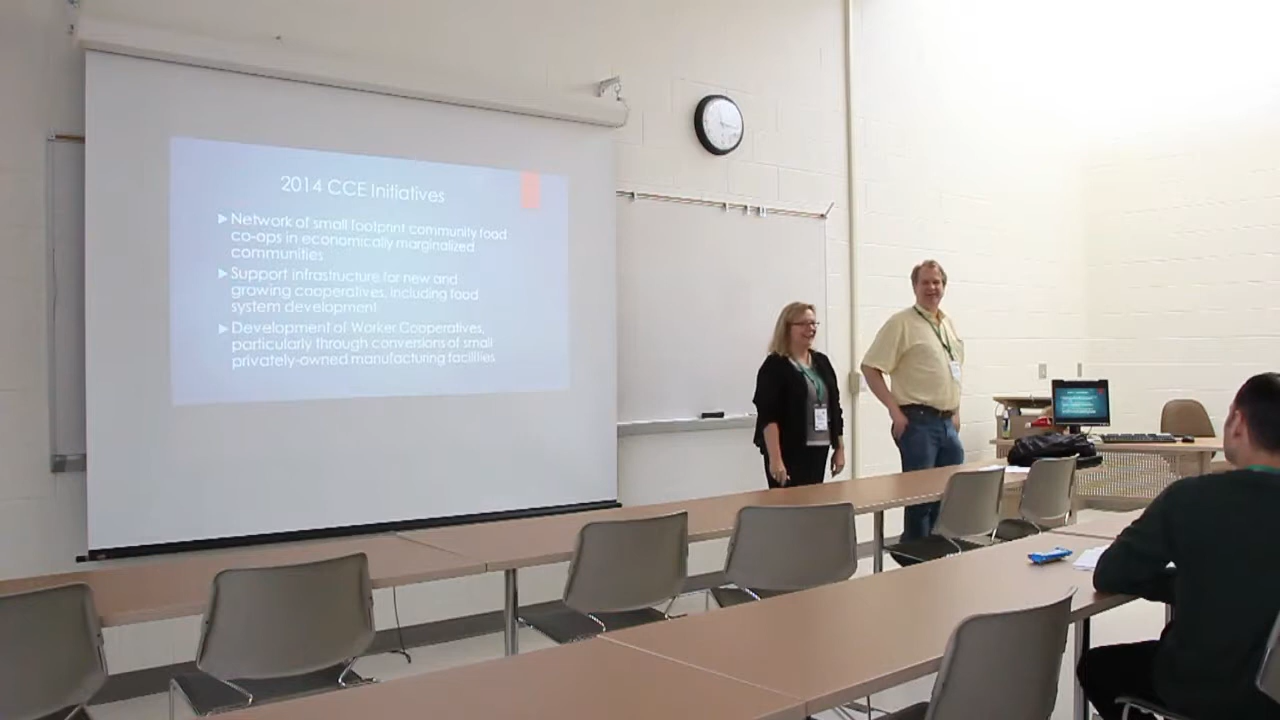 2014 CCE Initiatives
Network of small footprint community food
co-ops in economically marginalized
communities
Support infrastructure for new and
growing cooperatives, including food
system development
Development of Worker Cooperatives,
particularly through conversions of small
privately-owned manufacturing facilities